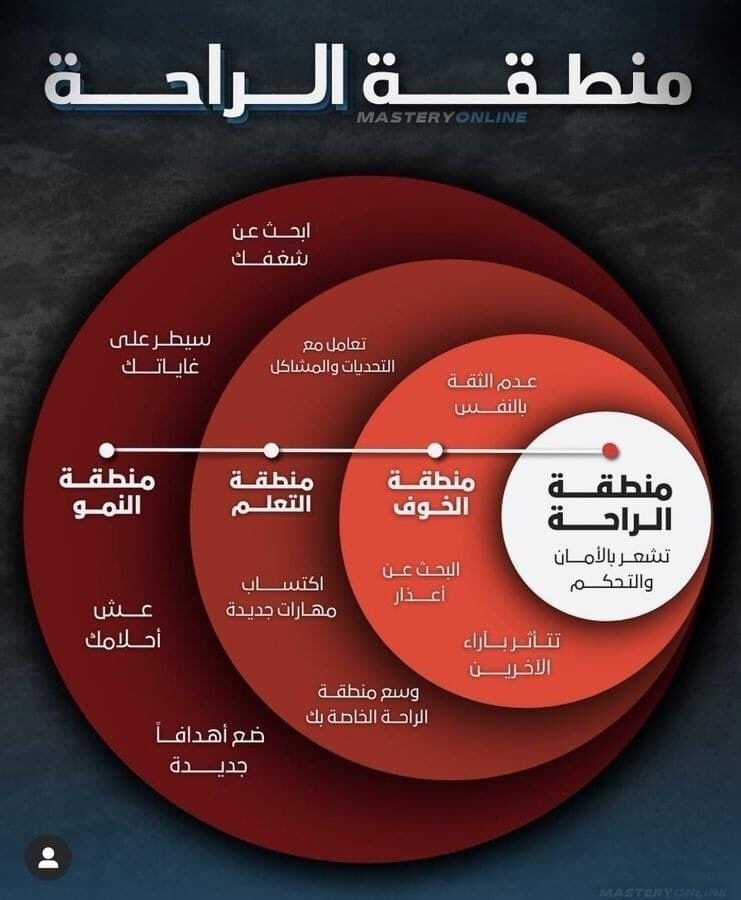 منطقة الراحة
MASTERYONLINE
ابحث عن
شغفك
سيطر على
غاياتك
تعامل مع
التحديات والمشاكل
عدم الثقة
بالنفس
منطقة
الراحة
تشعر بالأمان
والتحكم
منطقة
الخوف
منطقة
التعلم
منطقة
النمو
البحث عن
أعذار
تتأثر بآراء
الآخرين
اكتساب
مهارات جديدة
وسع منطقة
الراحة الخاصة بك
عش
أحلامك
ضع أهدافاً
جديدة
MASTERYONLINE